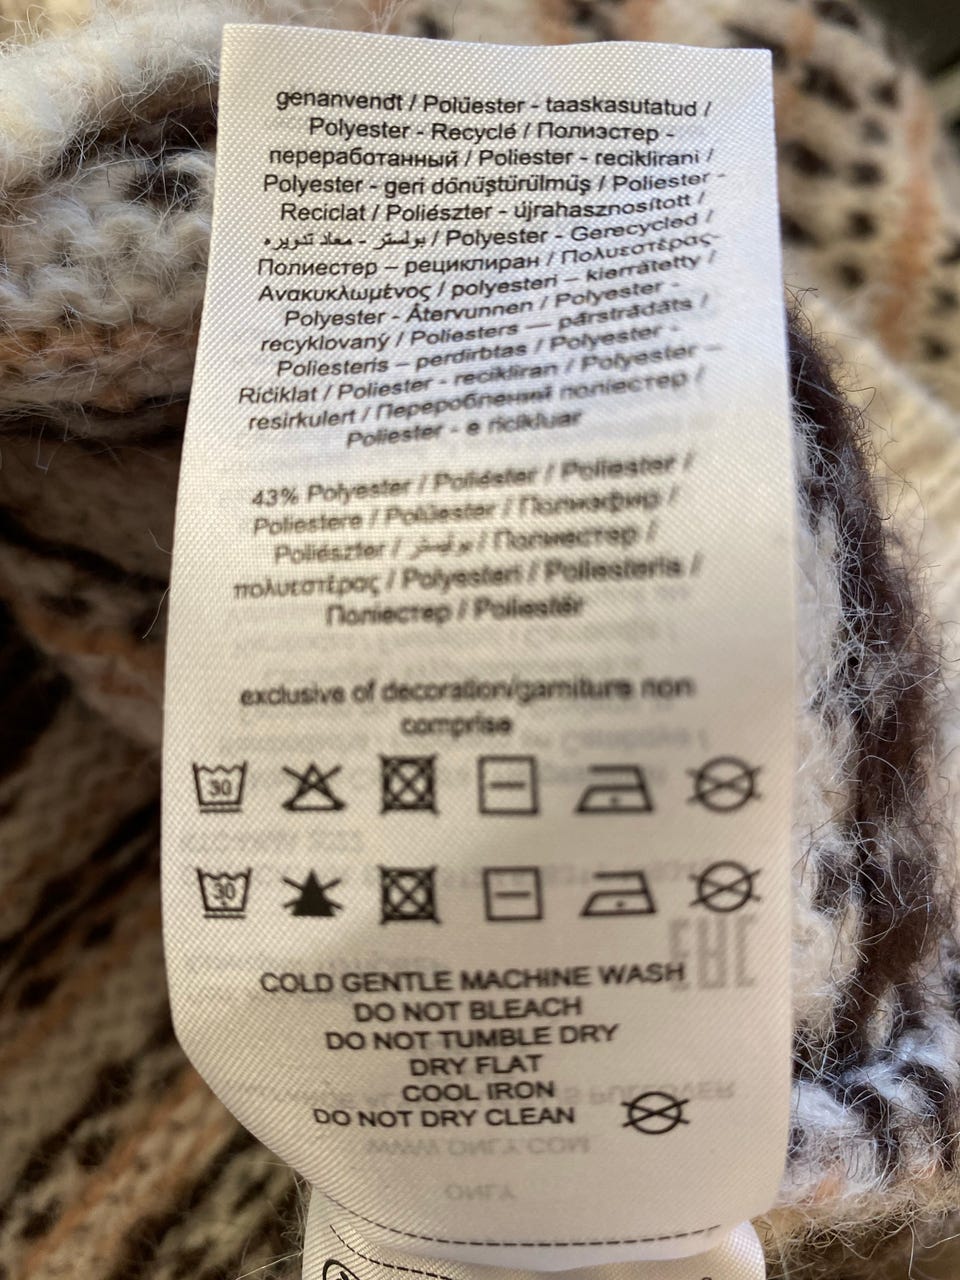 genanvendt / Polüester - taaskasutatud /
Polyester - Recyclé / Полиэстер -
переработанный / Poliester - reciklirani /
Polyester - geri dönüştürülmüş / Poliester -
Reciclat / Poliészter - újrahasznosított /
بوليستر - معاد تدويره / Polyester - Gerecycled /
Полиестер – рециклиран / Πολυεστέρας-
Ανακυκλωμένος / polyesteri – kierrätetty /
Polyester - Återvunnen / Polyester -
recyklovaný / Poliesters — pārstrādāts /
Poliesteris – perdirbtas / Polyester -
Riċiklat / Poliester - recikliran / Polyester –
resirkulert / Перероблений поліестер /
Poliester - e ricikluar
43% Polyester / Poliéster / Poliester /
Poliestere / Polüester / Полиэфир /
Poliészter / بوليستر / Полиестер /
πολυεστέρας / Polyesteri / Poliesteris /
Поліестер / Poliestër
exclusive of decoration/garniture non
comprise
30
30
COLD GENTLE MACHINE WASH
DO NOT BLEACH
DO NOT TUMBLE DRY
DRY FLAT
COOL IRON
DO NOT DRY CLEAN